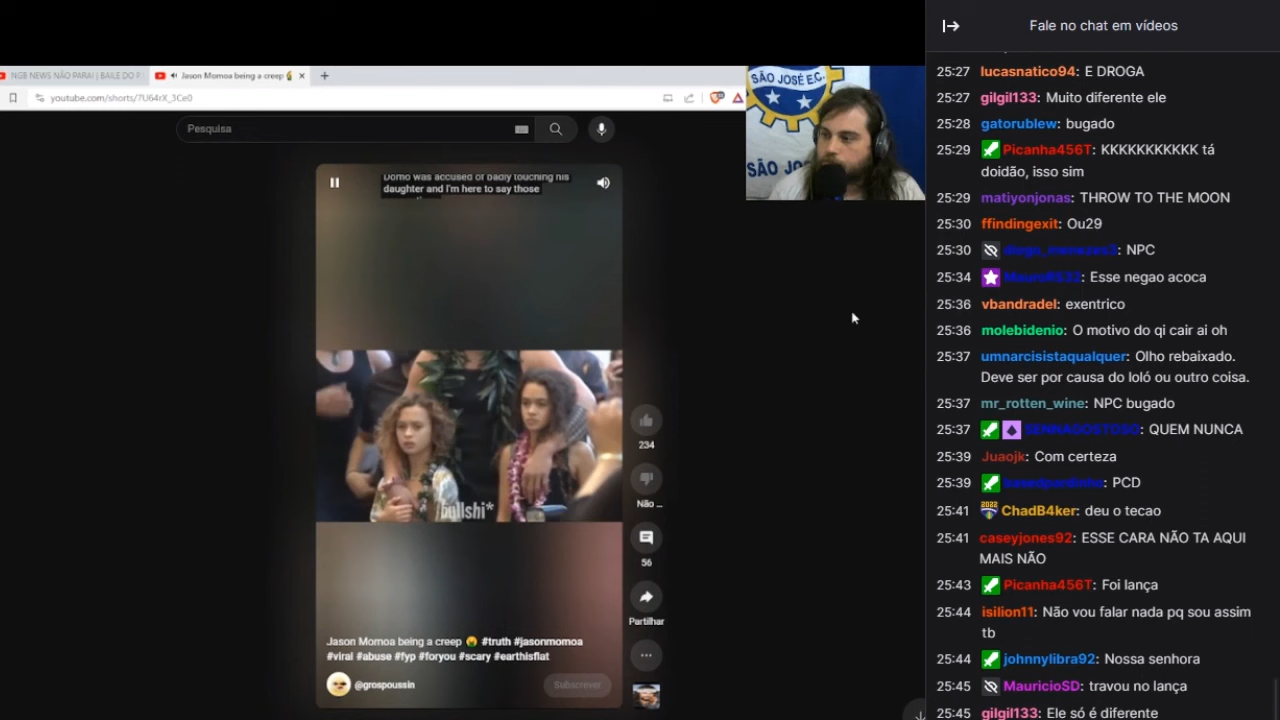 Fale no chat em vídeos
NGB NEWS NÃO PARA! | BAILE DO P
Jason Momoa being a creep
youtube.com/shorts/7U64rX_3Ce0
Pesquisa
SÃO JOSÉ E.C.
SÃO JOS
Domo was accused of badly touching his
daughter and I'm here to say those
bullshi*
234
Não ...
56
Partilhar
Jason Momoa being a creep #truth #jasonmomoa
#viral #abuse #fyp #foryou #scary #earthisflat
@grospoussin
Subscrever
25:27 lucasnatico94: E DROGA
25:27 gilgil133: Muito diferente ele
25:28 gatorublew: bugado
25:29 Picanha456T: KKKKKKKKKKK tá
doidão, isso sim
25:29 matiyonjonas: THROW TO THE MOON
25:30 ffindingexit: Ou29
25:30 NPC
25:34 Esse negao acoca
25:36 vbandradel: exentrico
25:36 molebidenio: O motivo do qi cair ai oh
25:37 umnarcisistaqualquer: Olho rebaixado.
Deve ser por causa do loló ou outro coisa.
25:37 mr_rotten_wine: NPC bugado
25:37 SENNAGOSTOSO: QUEM NUNCA
25:39 Juaojk: Com certeza
25:39 PCD
25:41 ChadB4ker: deu o tecao
25:41 caseyjones92: ESSE CARA NÃO TA AQUI
MAIS NÃO
25:43 Picanha456T: Foi lança
25:44 isilion11: Não vou falar nada pq sou assim
tb
25:44 johnnylibra92: Nossa senhora
25:45 MauricioSD: travou no lança
25:45 gilgil133: Ele só é diferente